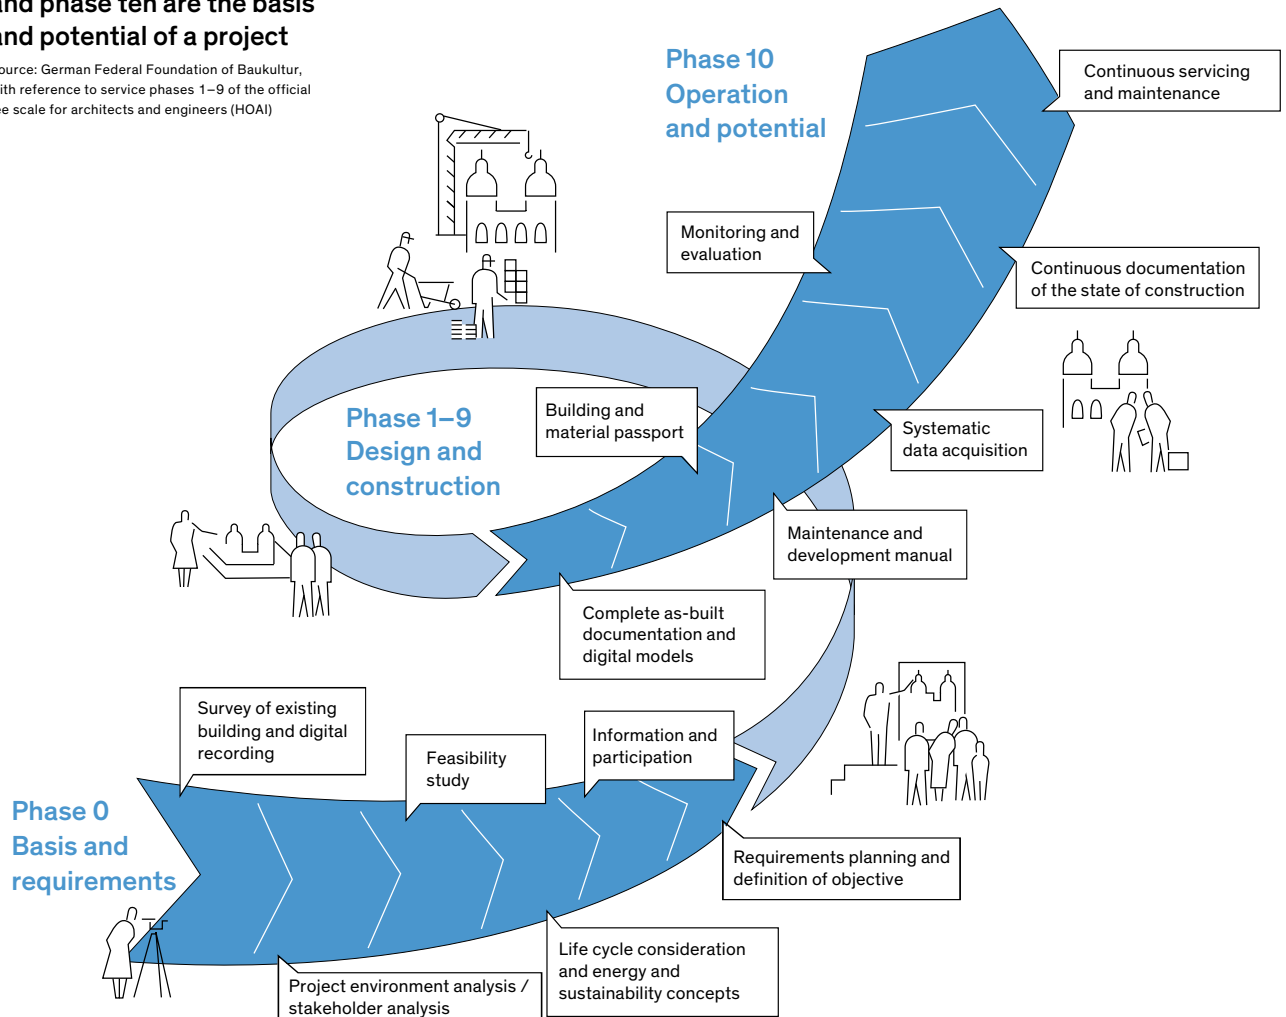 and phase ten are the basis
and potential of a project
ource: German Federal Foundation of Baukultur,
ith reference to service phases 1–9 of the official
ee scale for architects and engineers (HOAI)
Phase 10
Operation
and potential
Continuous servicing
and maintenance
Monitoring and
evaluation
Continuous documentation
of the state of construction
Phase 1–9
Design and
construction
Building and
material passport
Systematic
data acquisition
Maintenance and
development manual
Complete as-built
documentation and
digital models
Survey of existing
building and digital
recording
Feasibility
study
Information and
participation
Phase 0
Basis and
requirements
Requirements planning and
definition of objective
Life cycle consideration
and energy and
sustainability concepts
Project environment analysis /
stakeholder analysis